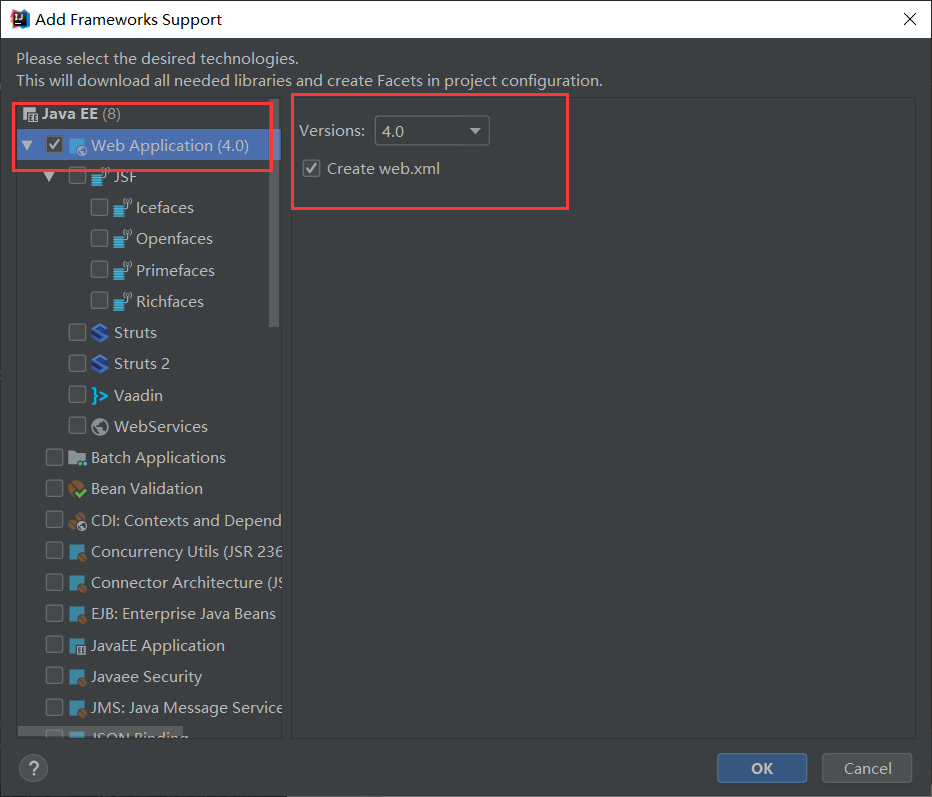 Add Frameworks Support
Please select the desired technologies.
This will download all needed libraries and create Facets in project configuration.
Java EE (8)
Web Application (4.0)
JSF
Icefaces
Openfaces
Primefaces
Richfaces
Struts
Struts 2
Vaadin
WebServices
Batch Applications
Bean Validation
CDI: Contexts and Depend
Concurrency Utils (JSR 236
Connector Architecture (JS
EJB: Enterprise Java Beans
JavaEE Application
Javaee Security
JMS: Java Message Service
JSON Binding
Versions: 4.0
Create web.xml
?
OK
Cancel